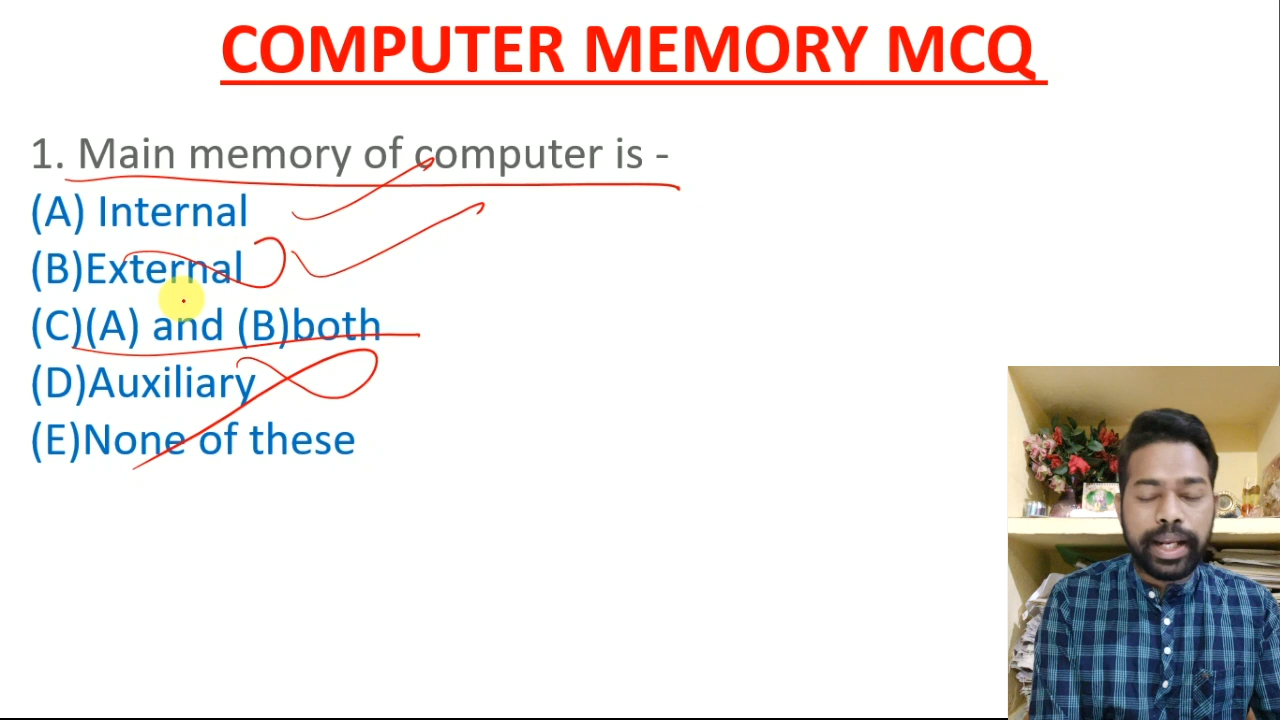 COMPUTER MEMORY MCQ
1. Main memory of computer is -
(A) Internal
(B)External
(C)(A) and (B)both
(D)Auxiliary
(E)None of these